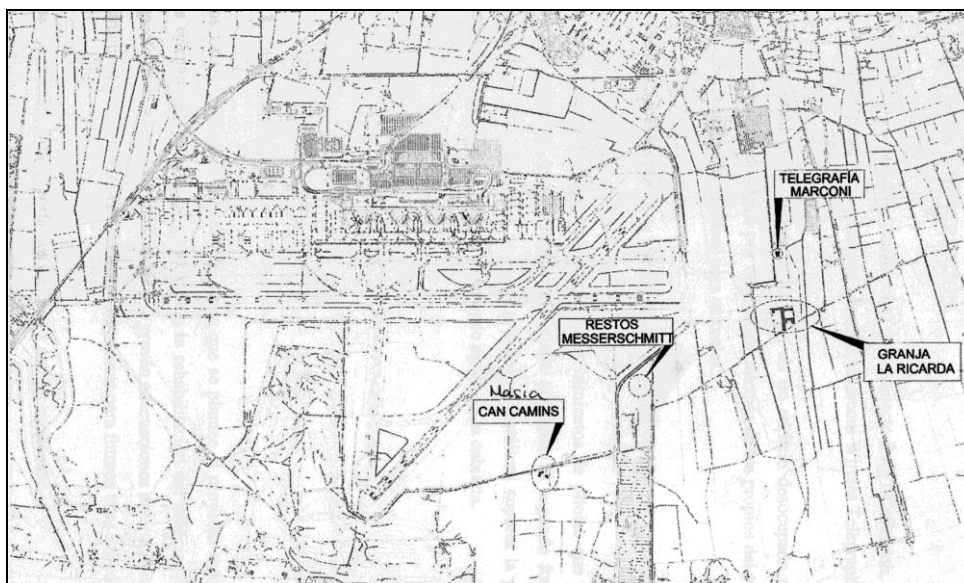 TELEGRAFÍA
MARCONI
RESTOS
MESSERSCHMITT
GRANJA
LA RICARDA
Masia
CAN CAMINS